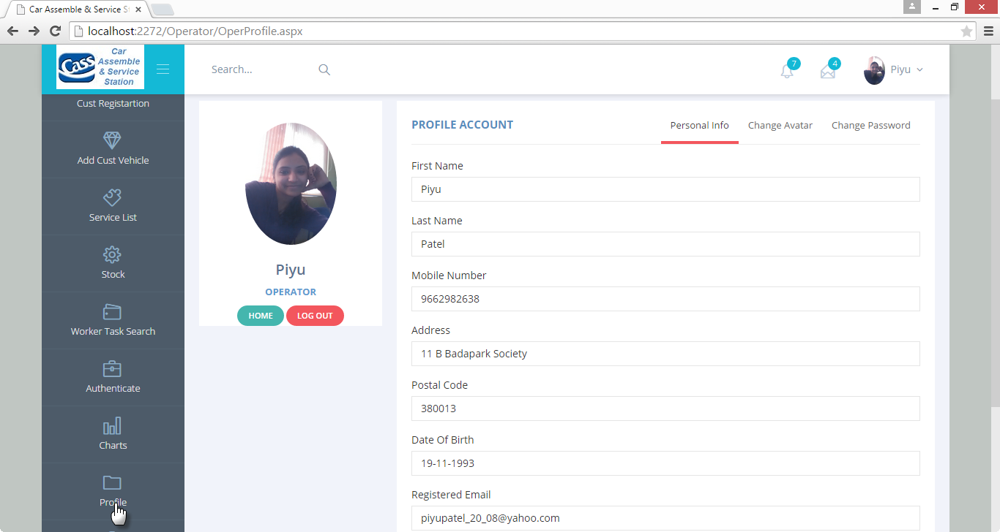 Car Assemble & Service St
localhost:2272/Operator/OperProfile.aspx
Cass
Car
Assemble
& Service
Station
Search...
7
4
Piyu
Cust Registartion
Add Cust Vehicle
Service List
Stock
Worker Task Search
Authenticate
Charts
Profile
Piyu
OPERATOR
HOME
LOG OUT
PROFILE ACCOUNT
Personal Info
Change Avatar
Change Password
First Name
Piyu
Last Name
Patel
Mobile Number
9662982638
Address
11 B Badapark Society
Postal Code
380013
Date Of Birth
19-11-1993
Registered Email
piyupatel_20_08@yahoo.com